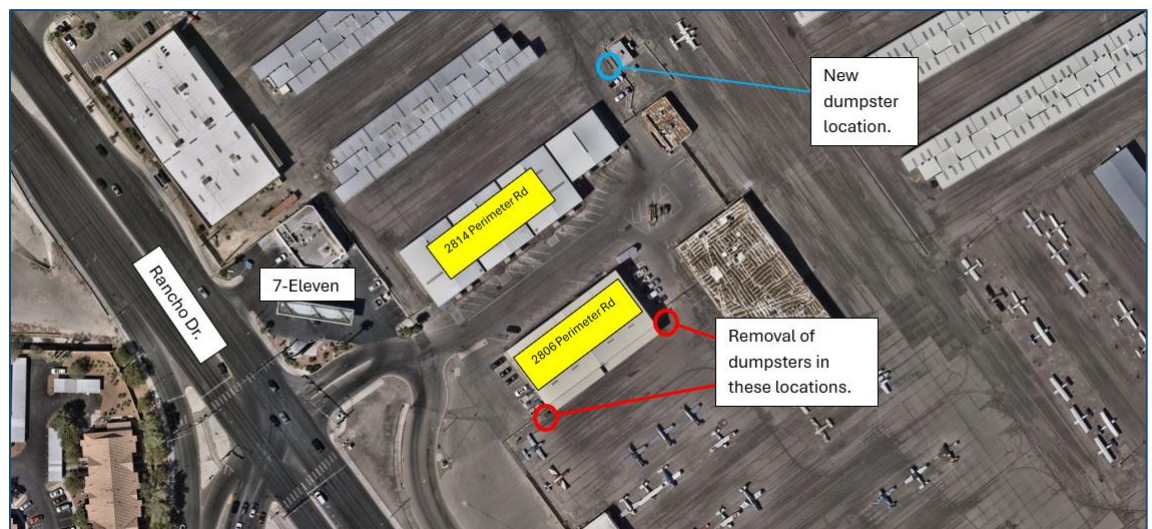 New
dumpster
location.
2814 Perimeter Rd
7-Eleven
Rancho Dr.
2806 Perimeter Rd
Removal of
dumpsters in
these locations.